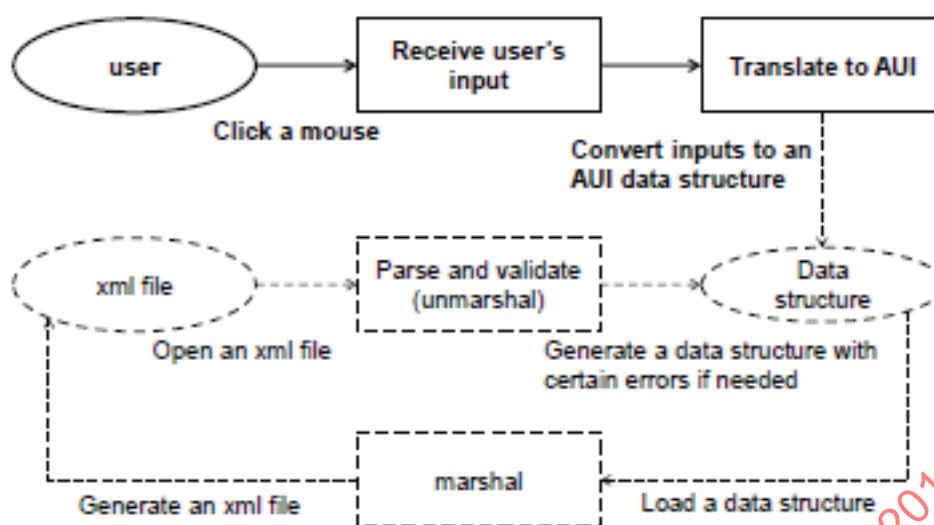 user
Receive user's
input
Translate to AUI
Click a mouse
Convert inputs to an
AUI data structure
xml file
Parse and validate
(unmarshal)
Data
structure
Open an xml file
Generate a data structure with
certain errors if needed
marshal
Generate an xml file
Load a data structure
201